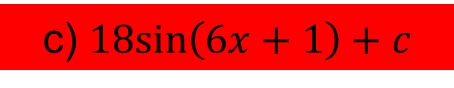 c) 18sin(6x + 1) + c